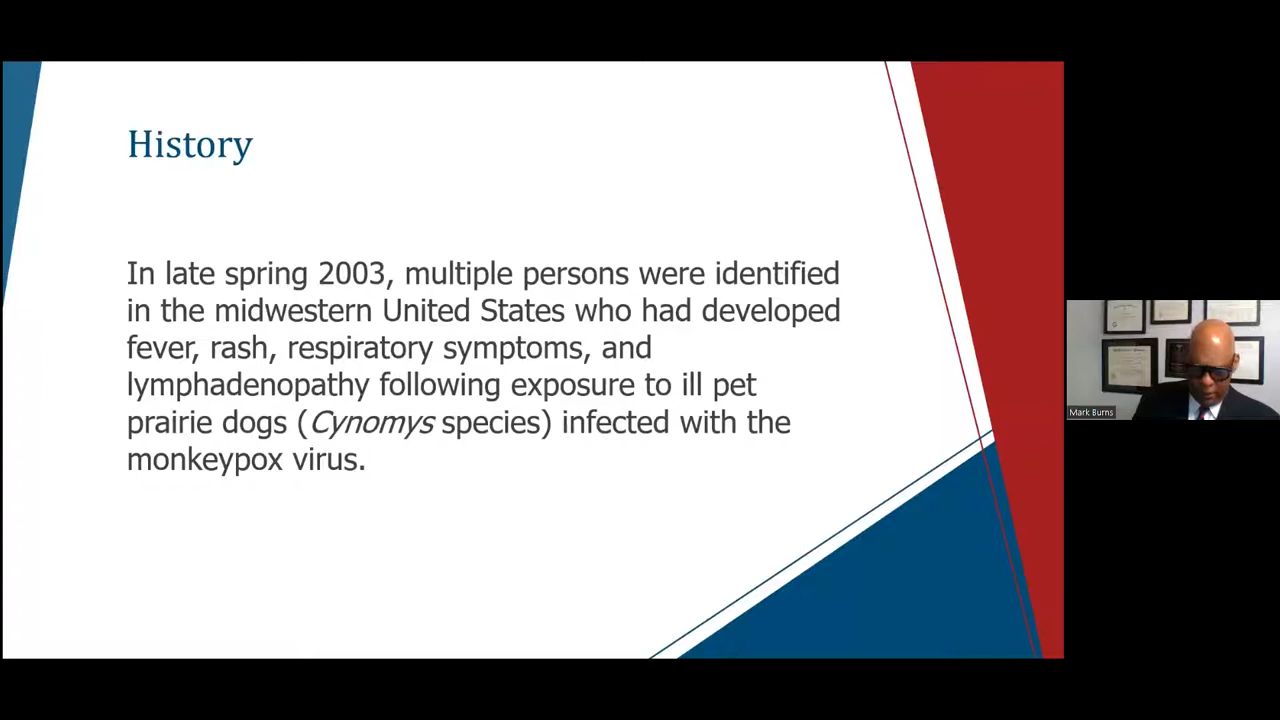 History
In late spring 2003, multiple persons were identified
in the midwestern United States who had developed
fever, rash, respiratory symptoms, and
lymphadenopathy following exposure to ill pet
prairie dogs (Cynomys species) infected with the
monkeypox virus.
Mark Burns